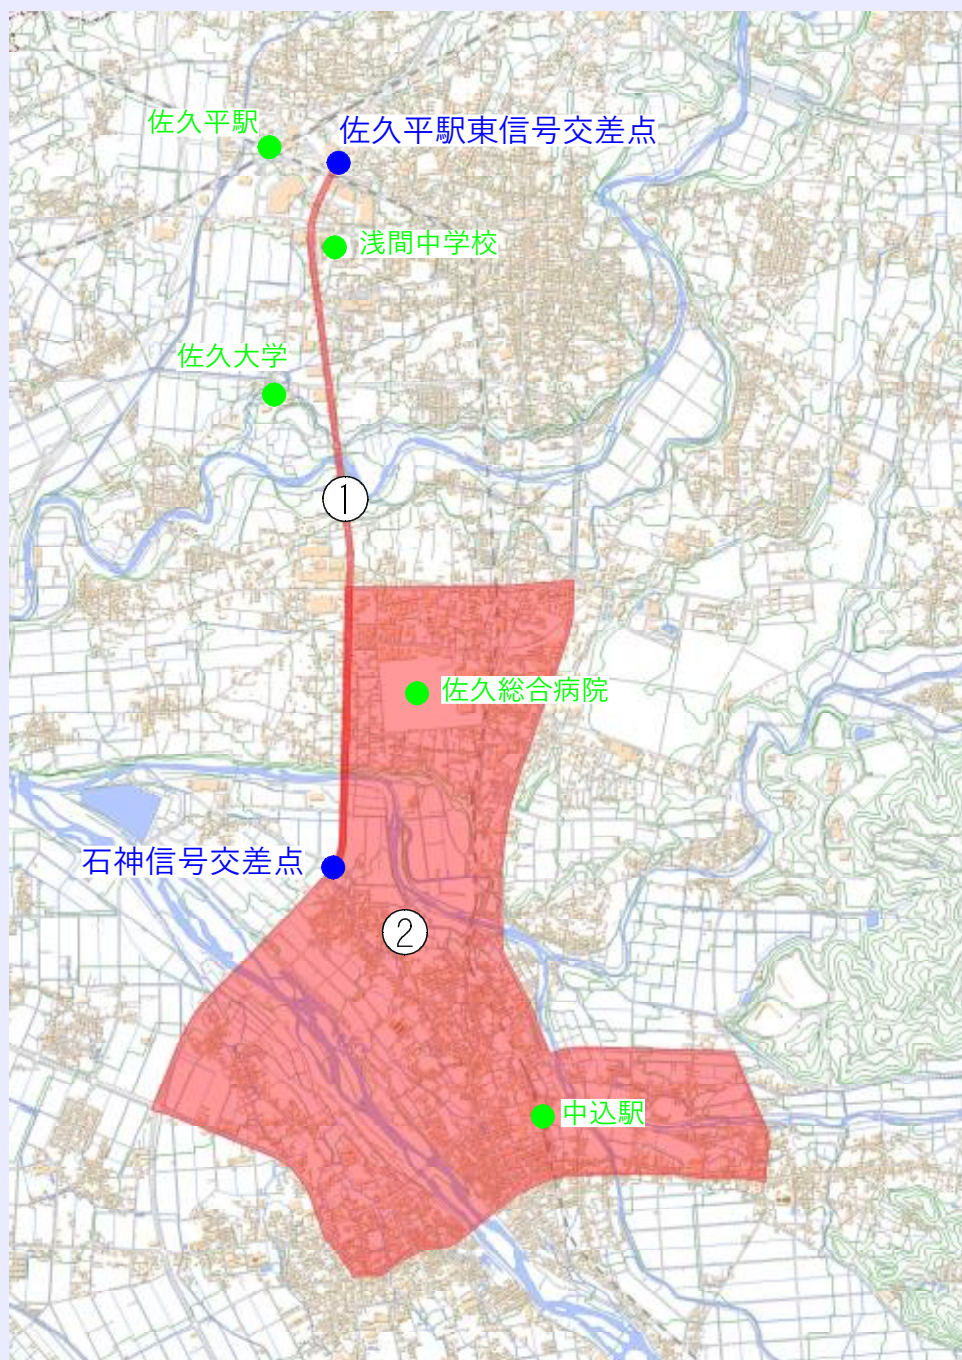 佐久平駅
佐久平駅東信号交差点
浅間中学校
佐久大学
①
佐久総合病院
石神信号交差点
②
中込駅